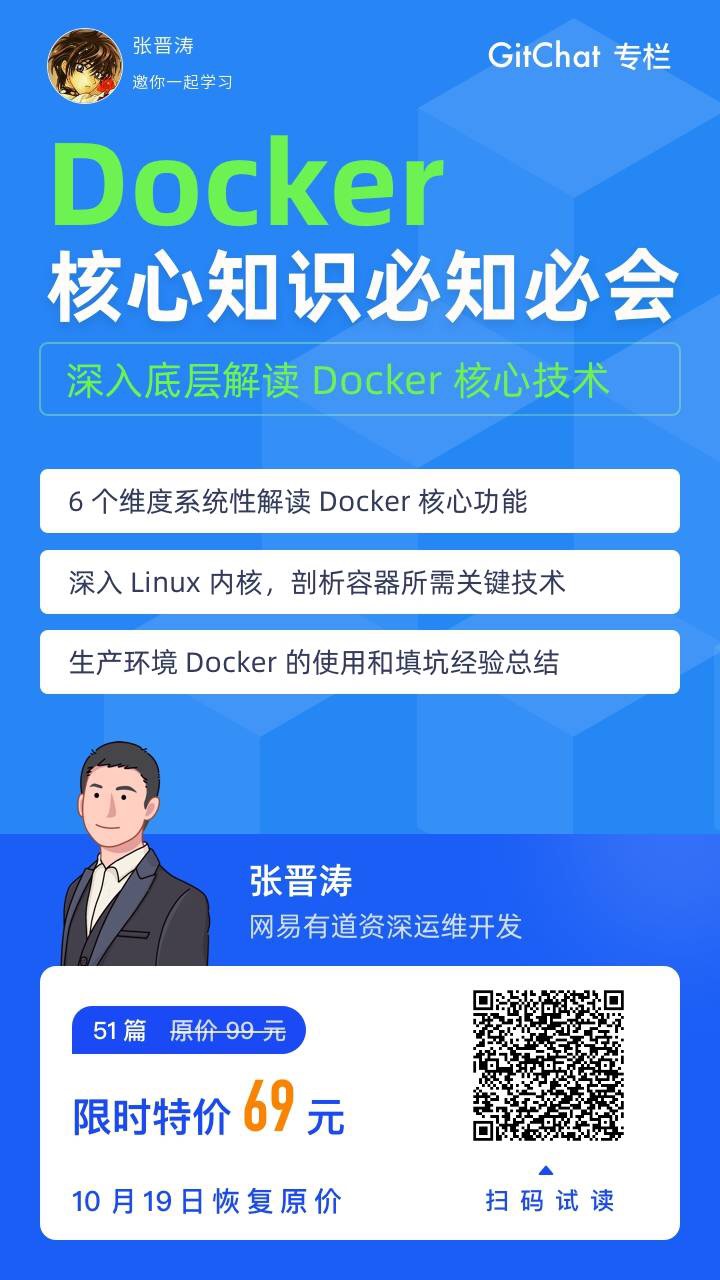 张晋涛
邀你一起学习
GitChat 专栏
Docker
核心知识必知必会
深入底层解读 Docker 核心技术
6 个维度系统性解读 Docker 核心功能
深入 Linux 内核，剖析容器所需关键技术
生产环境 Docker 的使用和填坑经验总结
张晋涛
网易有道资深运维开发
51 篇 原价 99 元
限时特价 69 元
10 月 19 日恢复原价
扫码试读